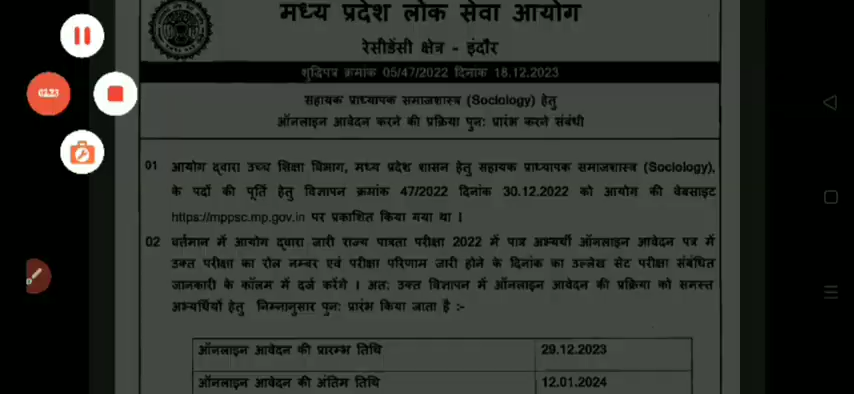 मध्य प्रदेश लोक सेवा आयोग
रेसीडेंसी क्षेत्र - इंदौर
शुद्धिपत्र क्रमांक 05/47/2022 दिनांक 18.12.2023
सहायक प्राध्यापक समाजशास्त्र (Sociology) हेतु
ऑनलाइन आवेदन करने की प्रक्रिया पुनः प्रारंभ करने संबंधी
01 आयोग द्वारा उच्च शिक्षा विभाग, मध्य प्रदेश शासन हेतु सहायक प्राध्यापक समाजशास्त्र (Sociology),
के पदों की पूर्ति हेतु विज्ञापन क्रमांक 47/2022 दिनांक 30.12.2022 को आयोग की वेबसाइट
https://mppsc.mp.gov.in पर प्रकाशित किया गया था ।
02 वर्तमान में आयोग द्वारा जारी राज्य पात्रता परीक्षा 2022 में पात्र अभ्यर्थी ऑनलाइन आवेदन पत्र में
उक्त परीक्षा का रोल नम्बर एवं परीक्षा परिणाम जारी होने के दिनांक का उल्लेख सेट परीक्षा संबंधित
जानकारी के कॉलम में दर्ज करेंगे । अतः उक्त विज्ञापन में ऑनलाइन आवेदन की प्रक्रिया को समस्त
अभ्यर्थियों हेतु निम्नानुसार पुनः प्रारंभ किया जाता है :-
ऑनलाइन आवेदन की प्रारम्भ तिथि 29.12.2023
ऑनलाइन आवेदन की अंतिम तिथि 12.01.2024